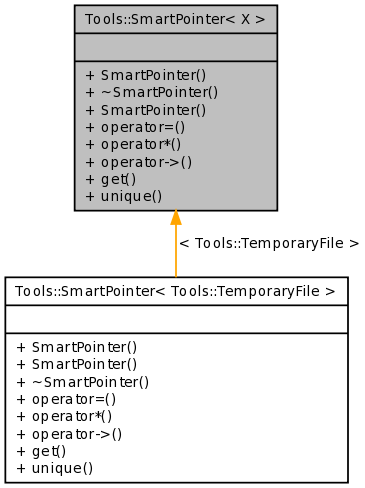 Tools::SmartPointer< X >
+ SmartPointer()
+ ~SmartPointer()
+ SmartPointer()
+ operator=()
+ operator*()
+ operator->()
+ get()
+ unique()
< Tools::TemporaryFile >
Tools::SmartPointer< Tools::TemporaryFile >
+ SmartPointer()
+ SmartPointer()
+ ~SmartPointer()
+ operator=()
+ operator*()
+ operator->()
+ get()
+ unique()